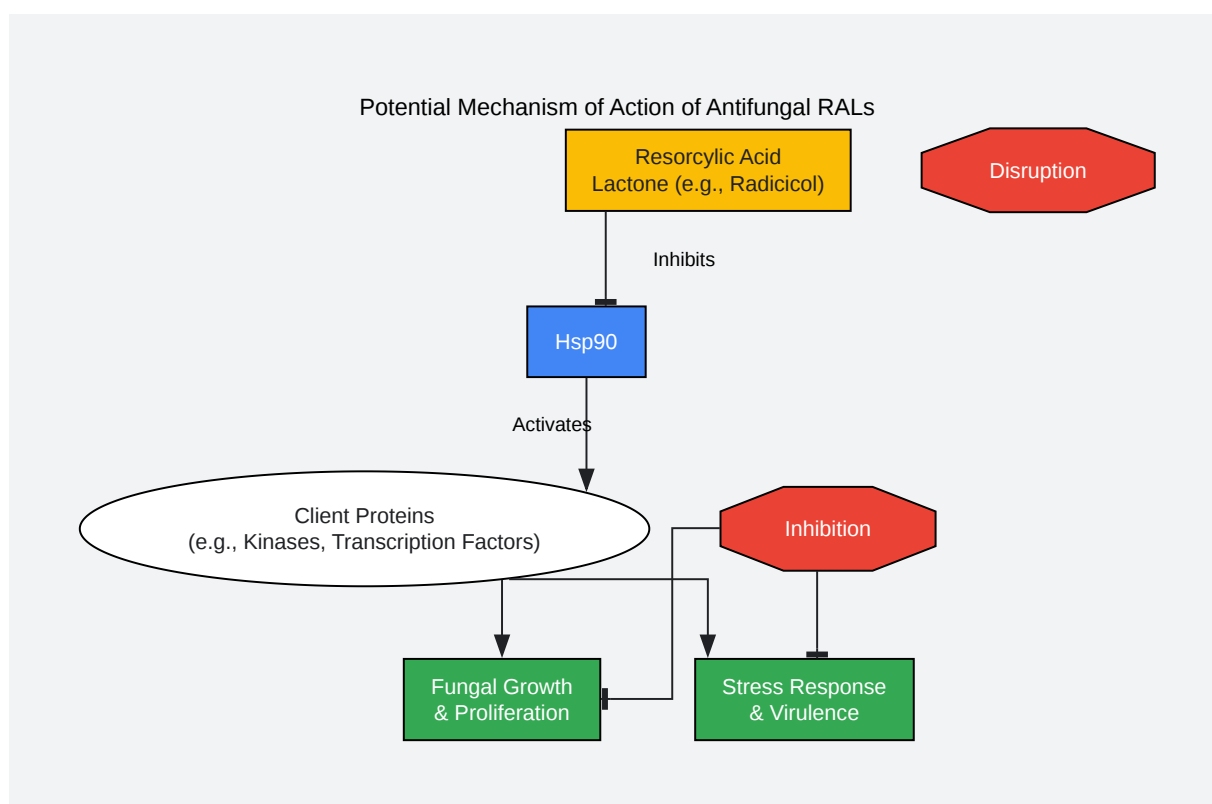 Potential Mechanism of Action of Antifungal RALs
Resorcylic Acid
Lactone (e.g., Radicicol)
Disruption
Inhibits
Hsp90
Activates
Client Proteins
(e.g., Kinases, Transcription Factors)
Inhibition
Fungal Growth
& Proliferation
Stress Response
& Virulence